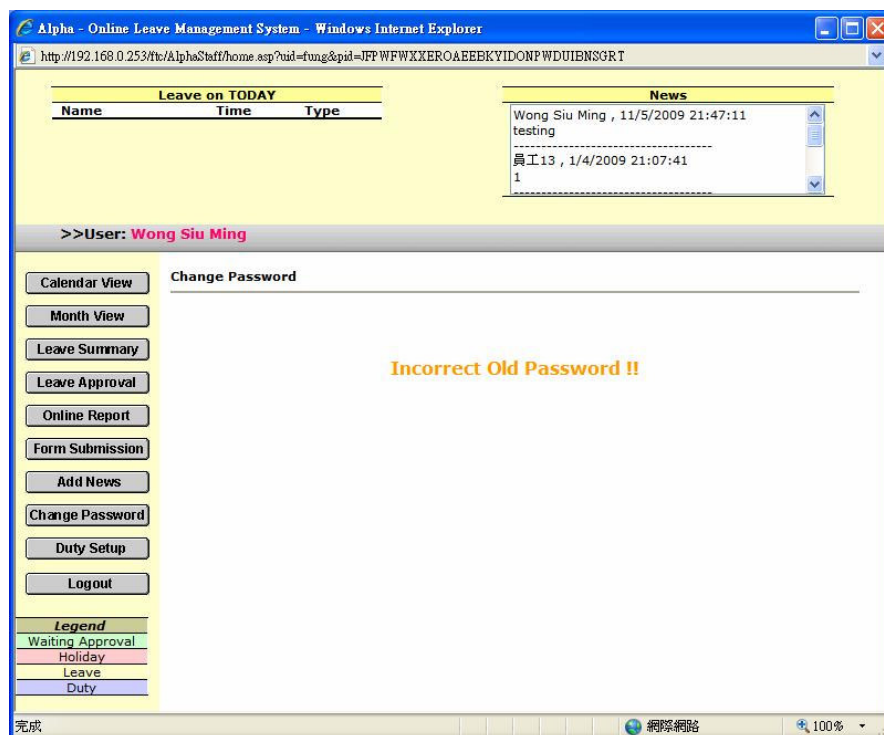 Alpha - Online Leave Management System - Windows Internet Explorer
http://192.168.0.253/ftc/AlphaStaff/home.asp?uid=fung&pid=JFPWFWXXEROAEEBKYIDONPWDUIBNSGRT
Leave on TODAY
Name Time Type
News
Wong Siu Ming , 11/5/2009 21:47:11
testing
------------------------------------
員工13 , 1/4/2009 21:07:41
1
------------------------------------
>>User: Wong Siu Ming
Calendar View
Month View
Leave Summary
Leave Approval
Online Report
Form Submission
Add News
Change Password
Duty Setup
Logout
Legend
Waiting Approval
Holiday
Leave
Duty
Change Password
Incorrect Old Password !!
完成
網際網路
100%